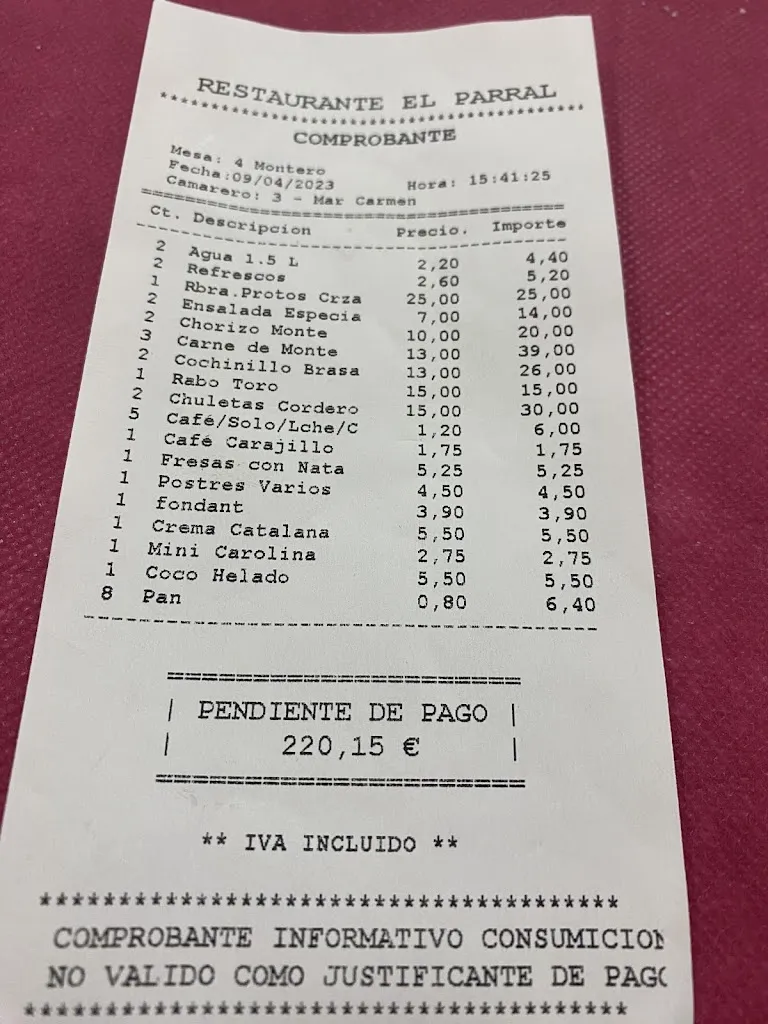 RESTAURANTE EL PARRAL
******************************************
COMPROBANTE
Mesa: 4 Montero
Fecha:09/04/2023 Hora: 15:41:25
Camarero: 3 - Mar Carmen
==========================================
Ct. Descripcion Precio. Importe
------------------------------------------
2 Agua 1.5 L 2,20 4,40
2 Refrescos 2,60 5,20
1 Rbra.Protos Crza 25,00 25,00
2 Ensalada Especia 7,00 14,00
2 Chorizo Monte 10,00 20,00
3 Carne de Monte 13,00 39,00
2 Cochinillo Brasa 13,00 26,00
1 Rabo Toro 15,00 15,00
2 Chuletas Cordero 15,00 30,00
5 Café/Solo/Lche/C 1,20 6,00
1 Café Carajillo 1,75 1,75
1 Fresas con Nata 5,25 5,25
1 Postres Varios 4,50 4,50
1 fondant 3,90 3,90
1 Crema Catalana 5,50 5,50
1 Mini Carolina 2,75 2,75
1 Coco Helado 5,50 5,50
8 Pan 0,80 6,40
------------------------------------------
==============================
| PENDIENTE DE PAGO |
| 220,15 € |
==============================
** IVA INCLUIDO **
****************************************
COMPROBANTE INFORMATIVO CONSUMICION
NO VALIDO COMO JUSTIFICANTE DE PAGO
****************************************